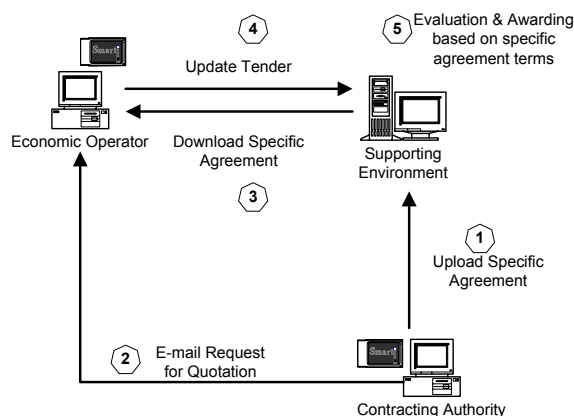 4
5
Evaluation & Awarding
based on specific
agreement terms
Smart
Update Tender
Economic Operator
Download Specific
Agreement
Supporting
Environment
3
1
Upload Specific
Agreement
2
E-mail Request
for Quotation
Smart
Contracting Authority